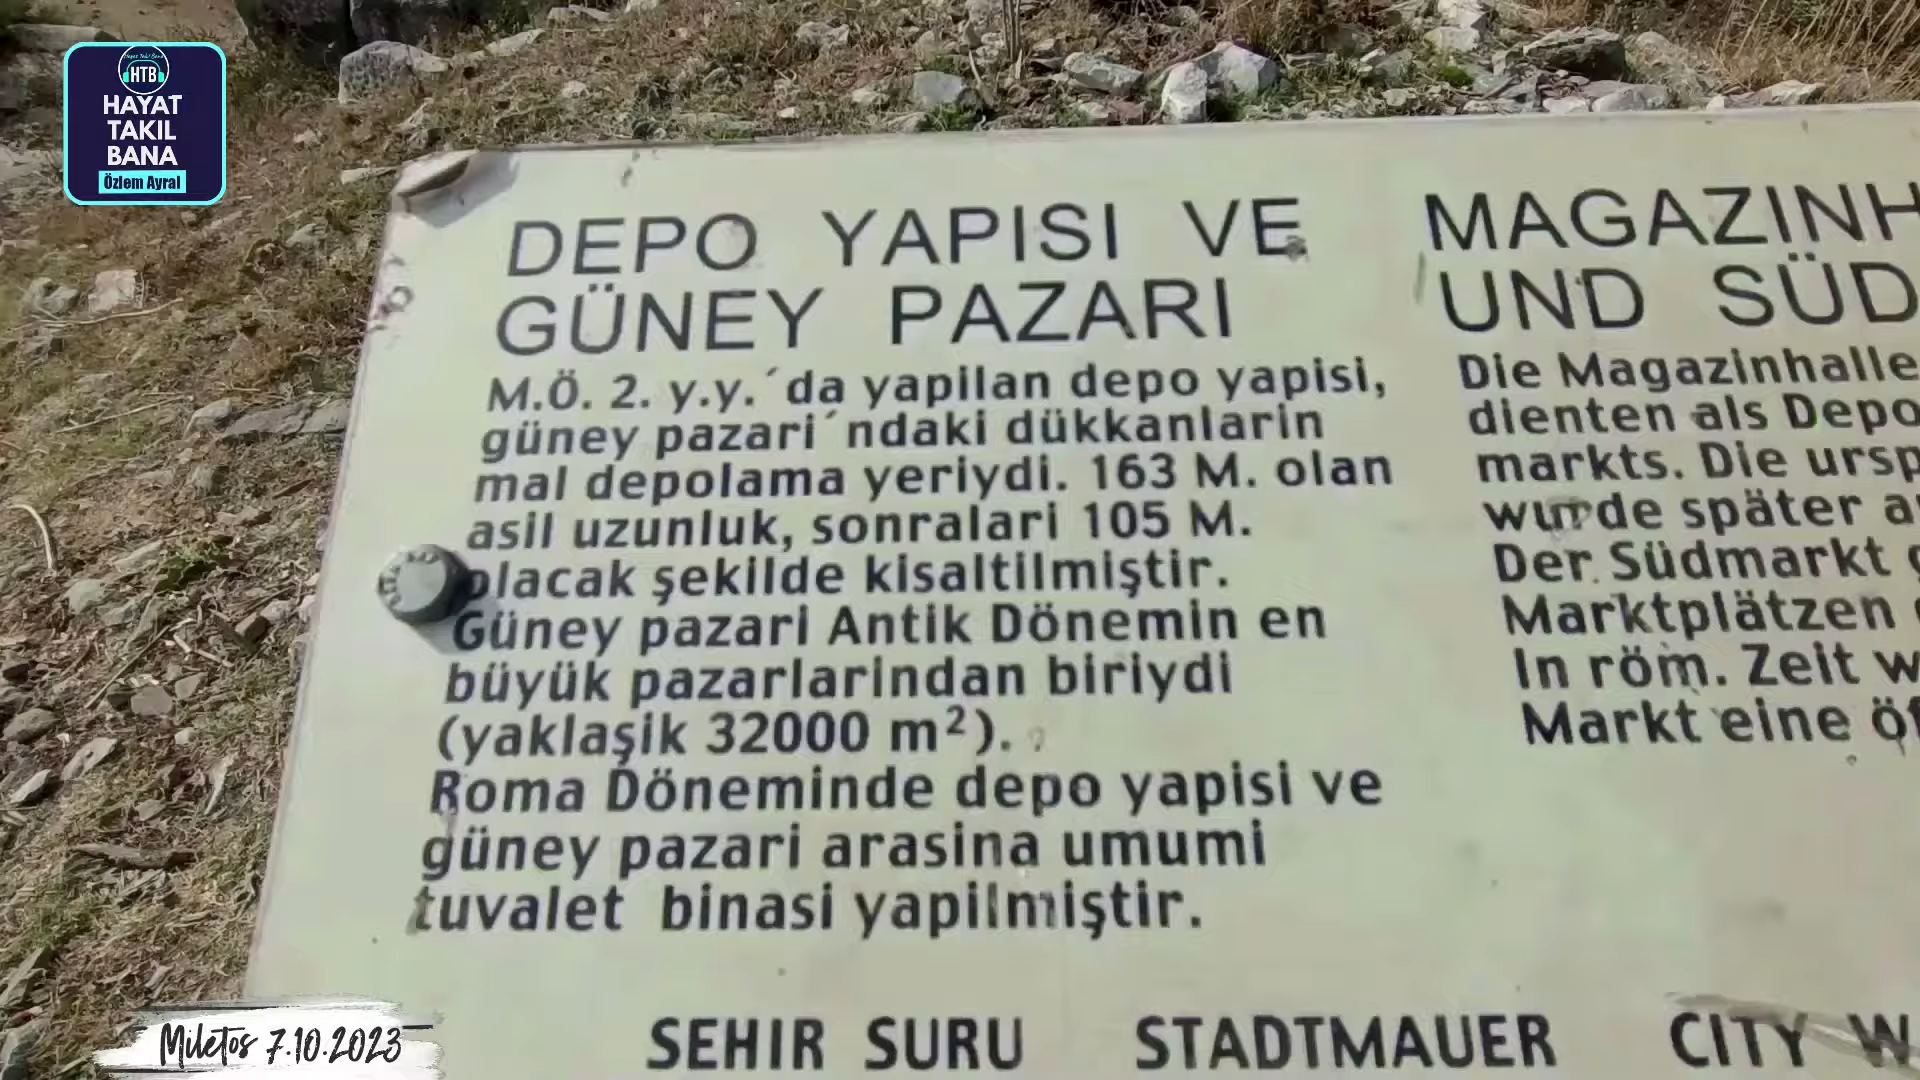 HTB
HAYAT
TAKIL
BANA
Özlem Ayral
DEPO YAPISI VE
GÜNEY PAZARI
M.Ö. 2. y.y.´da yapilan depo yapisi,
güney pazari´ndaki dükkanlarin
mal depolama yeriydi. 163 M. olan
asil uzunluk, sonralari 105 M.
olacak şekilde kisaltilmiştir.
Güney pazari Antik Dönemin en
büyük pazarlarindan biriydi
(yaklaşik 32000 m²).
Roma Döneminde depo yapisi ve
güney pazari arasina umumi
tuvalet binasi yapilmiştir.
MAGAZINH
UND SÜD
Die Magazinhalle
dienten als Depo
markts. Die ursp
wurde später a
Der Südmarkt
Marktplätzen
In röm. Zeit w
Markt eine öf
SEHIR SURU STADTMAUER CITY W
Miletos 7.10.2023